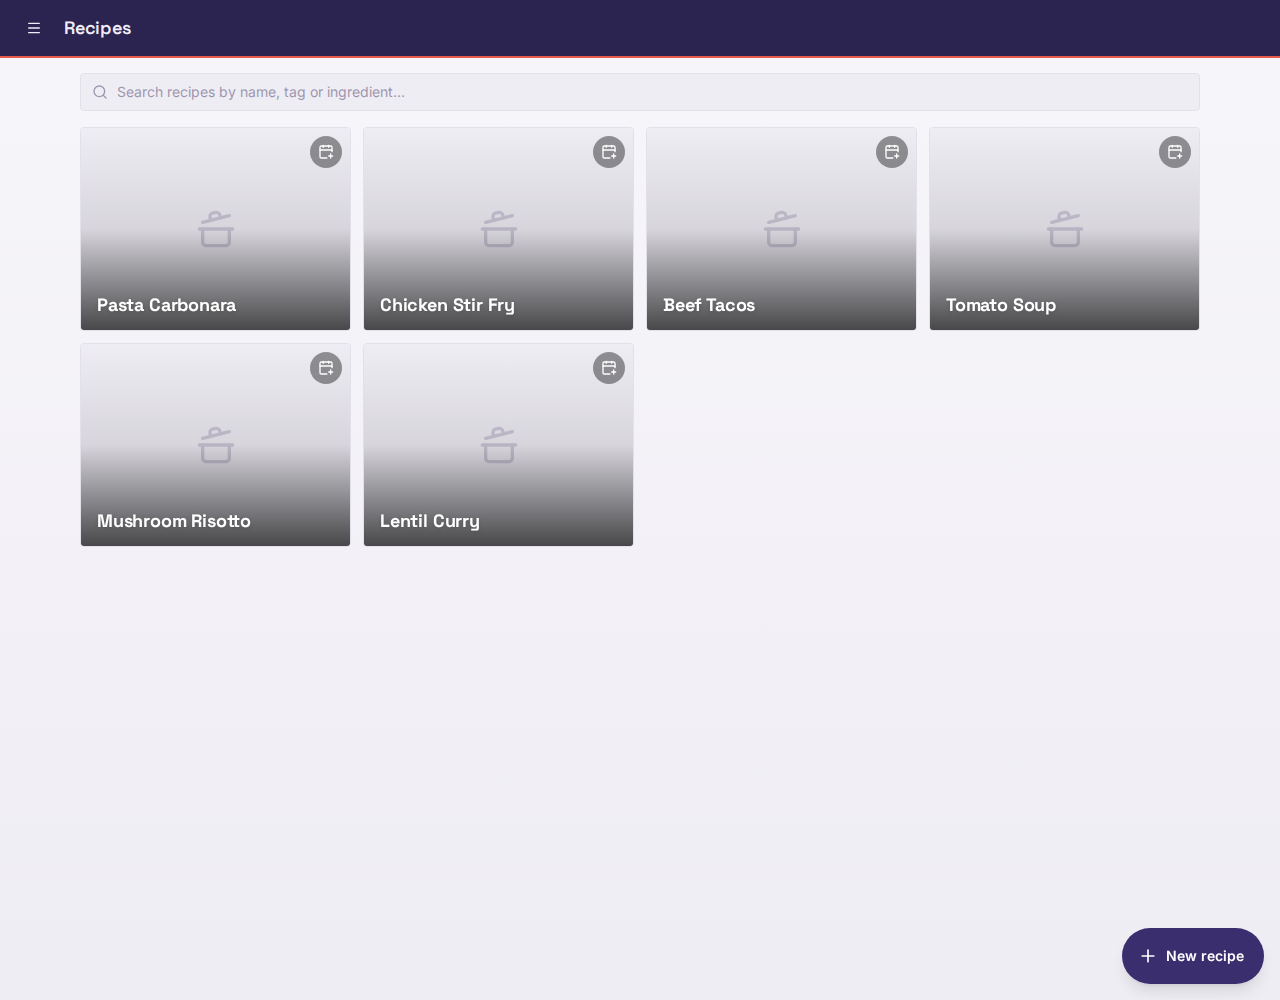 Recipes
Search recipes by name, tag or ingredient...
Pasta Carbonara
Chicken Stir Fry
Beef Tacos
Tomato Soup
Mushroom Risotto
Lentil Curry
New recipe